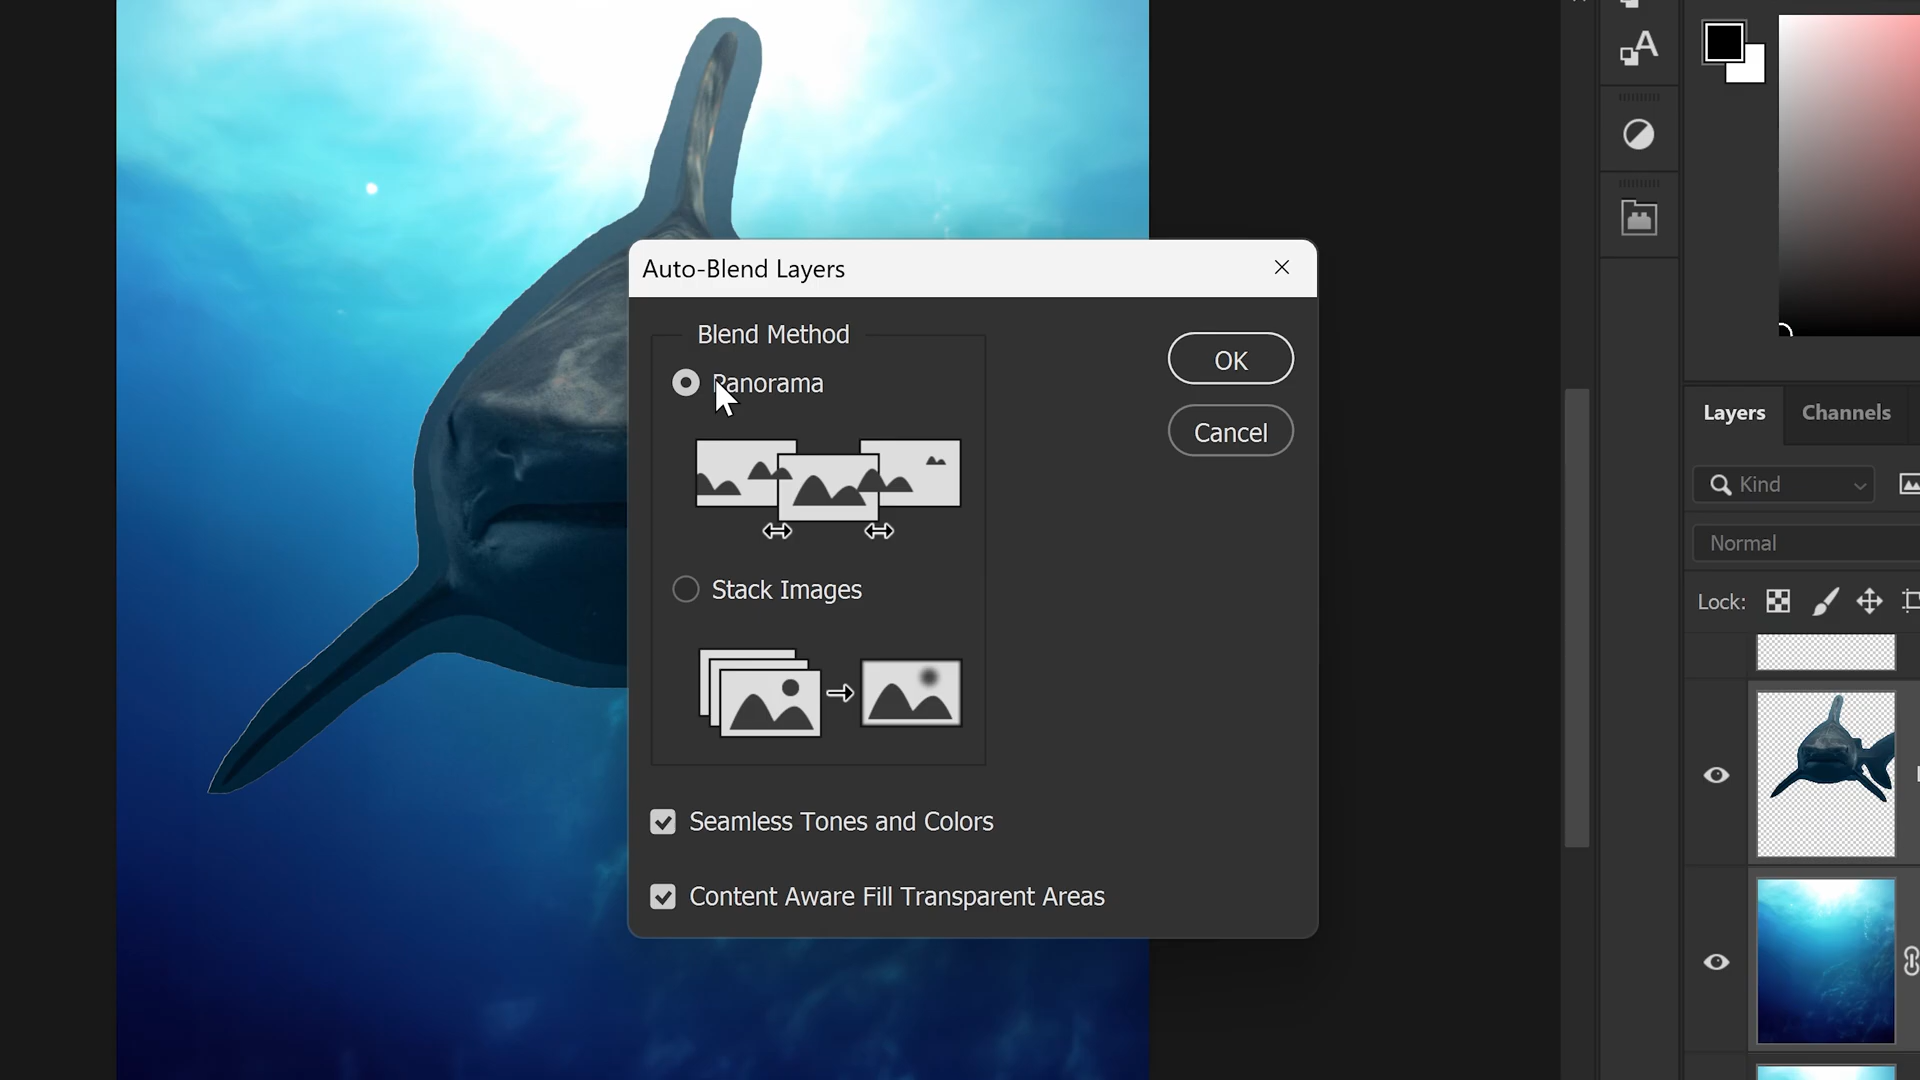 A
Auto-Blend Layers
Blend Method
Panorama
OK
Cancel
Stack Images
Seamless Tones and Colors
Content Aware Fill Transparent Areas
Layers
Channels
Kind
Normal
Lock: